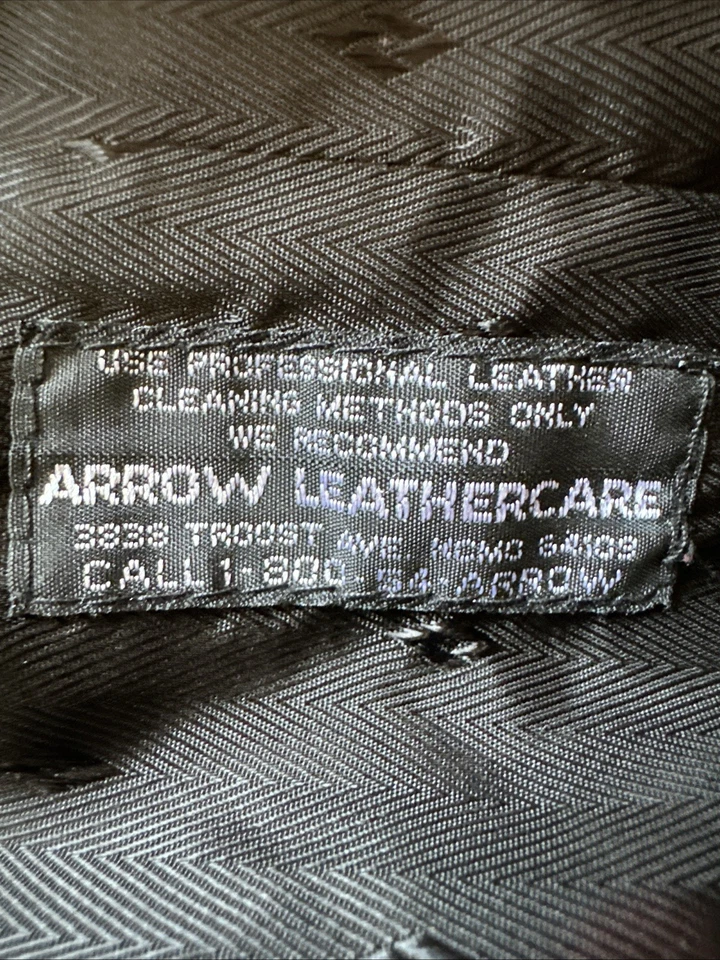 USE PROFESSIONAL LEATHER
CLEANING METHODS ONLY
WE RECOMMEND
ARROW LEATHERCARE
3838 TROOST AVE. KCMO 64109
CALL 1-800-54-ARROW